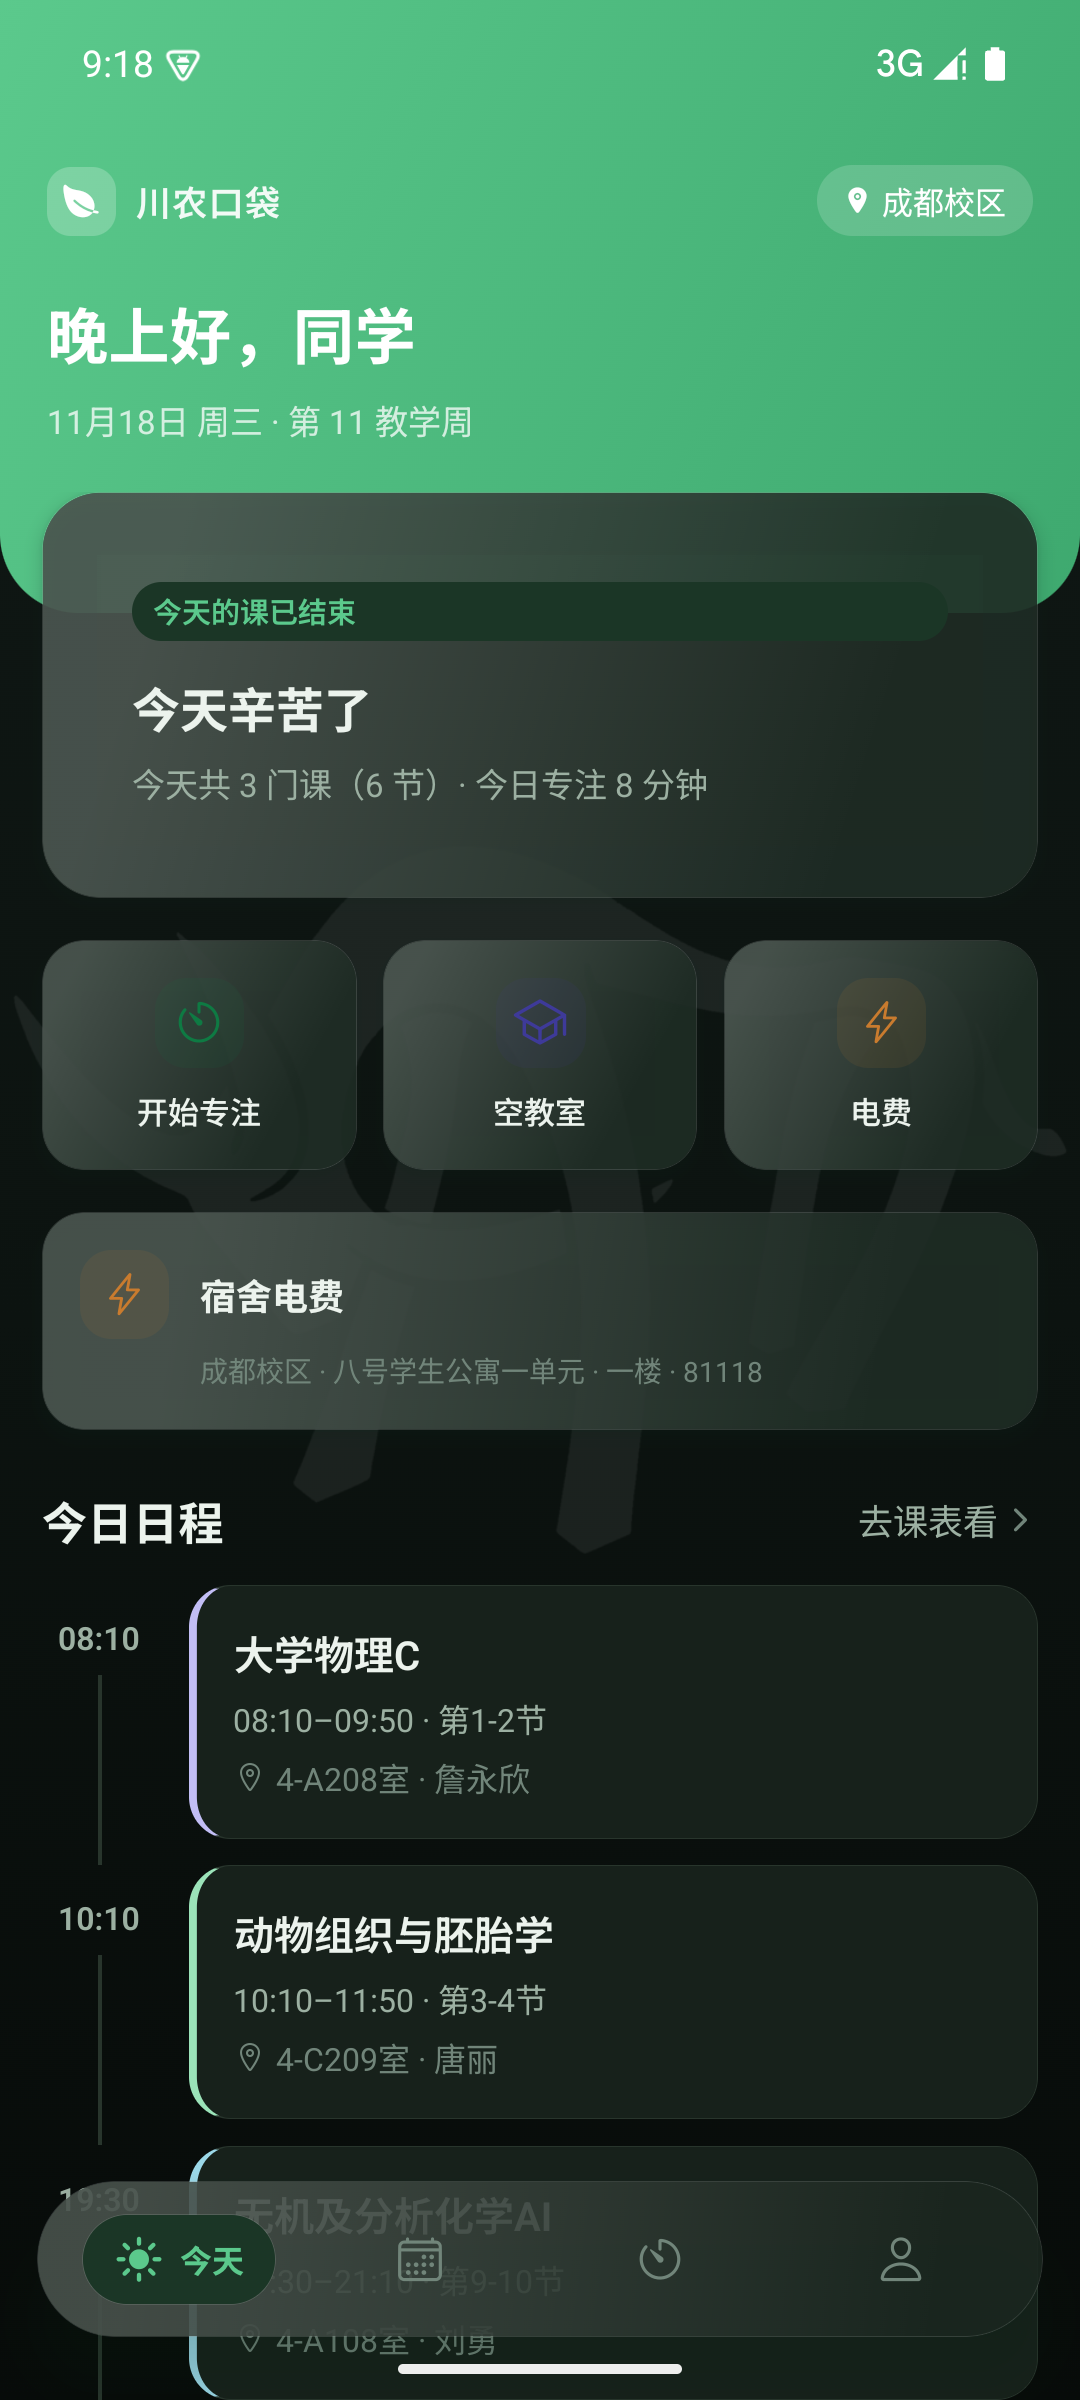 9:18
3G
川农口袋
成都校区
晚上好，同学
11月18日 周三 · 第 11 教学周
今天的课已结束
今天辛苦了
今天共 3 门课（6 节）· 今日专注 8 分钟
开始专注
空教室
电费
宿舍电费
成都校区 · 八号学生公寓一单元 · 一楼 · 81118
今日日程
去课表看
08:10
大学物理C
08:10–09:50 · 第1-2节
4-A208室 · 詹永欣
10:10
动物组织与胚胎学
10:10–11:50 · 第3-4节
4-C209室 · 唐丽
19:30
无机及分析化学AI
:30–21:10 · 第9-10节
4-A108室 · 刘勇
今天